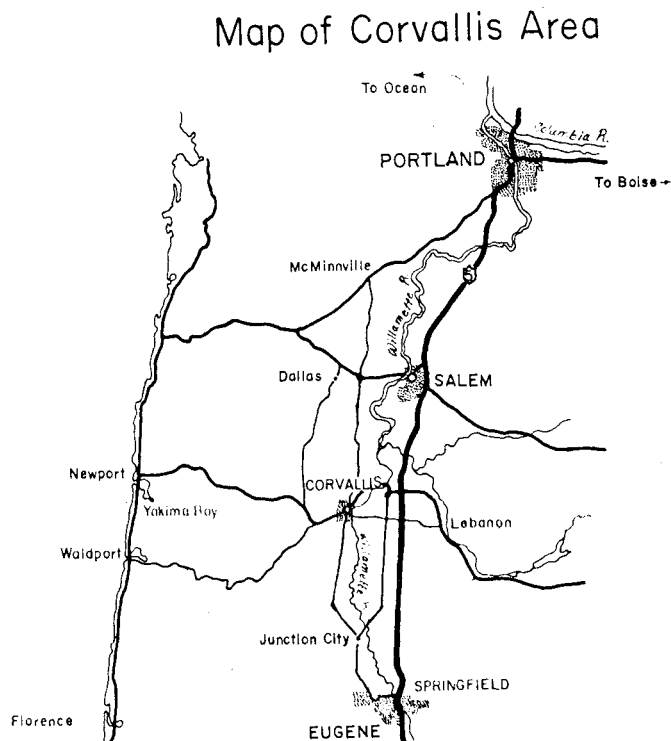 Map of Corvallis Area
To Ocean
Columbia R.
PORTLAND
To Boise
McMinnville
Willamette R.
5
Dallas
SALEM
Newport
CORVALLIS
Yakima Bay
Lebanon
Waldport
Willamette
Junction City
SPRINGFIELD
Florence
EUGENE